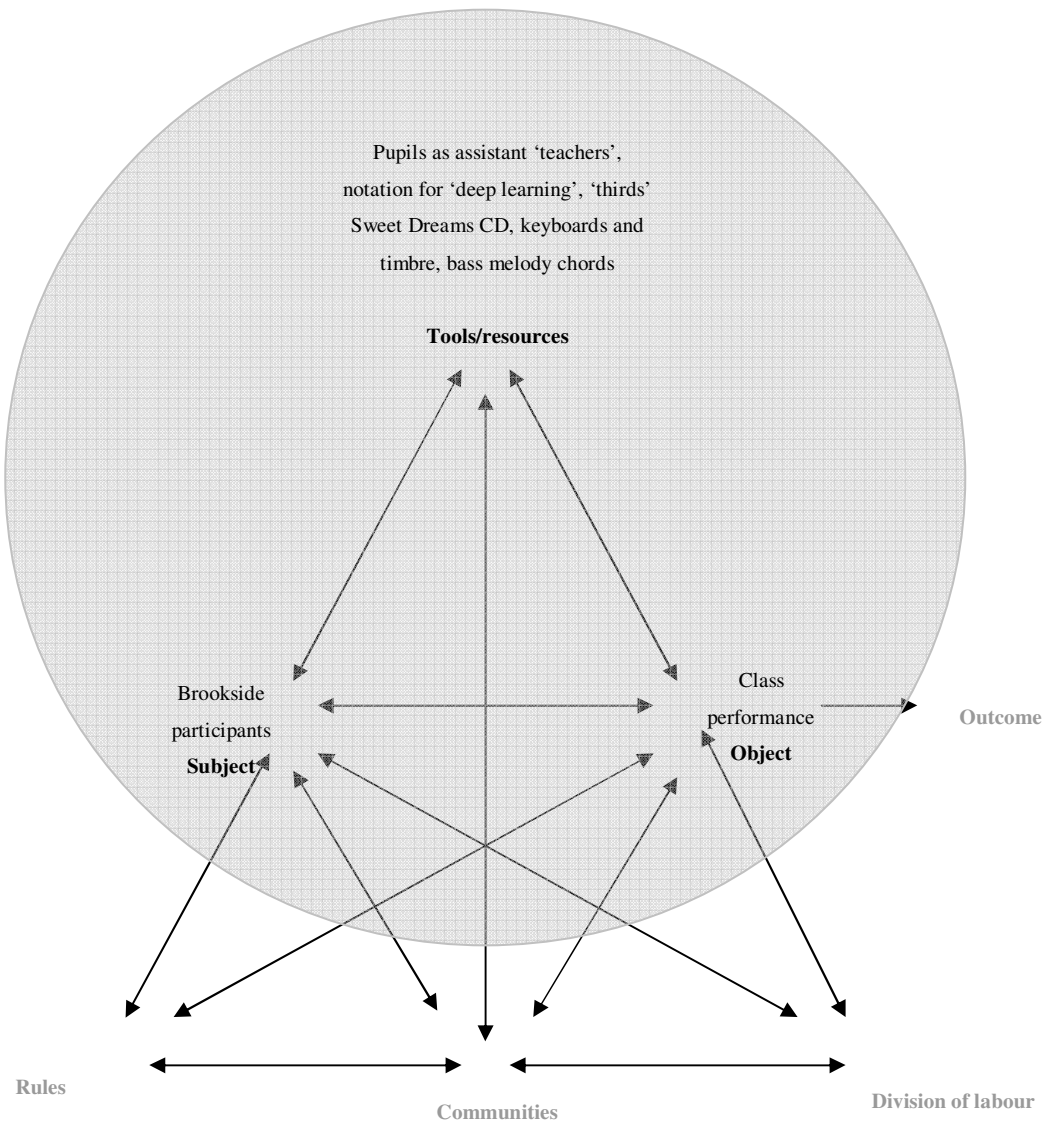 Pupils as assistant ‘teachers’,
notation for ‘deep learning’, ‘thirds’
Sweet Dreams CD, keyboards and
timbre, bass melody chords
Tools/resources
Brookside
participants
Subject
Class
performance
Object
Outcome
Rules
Communities
Division of labour